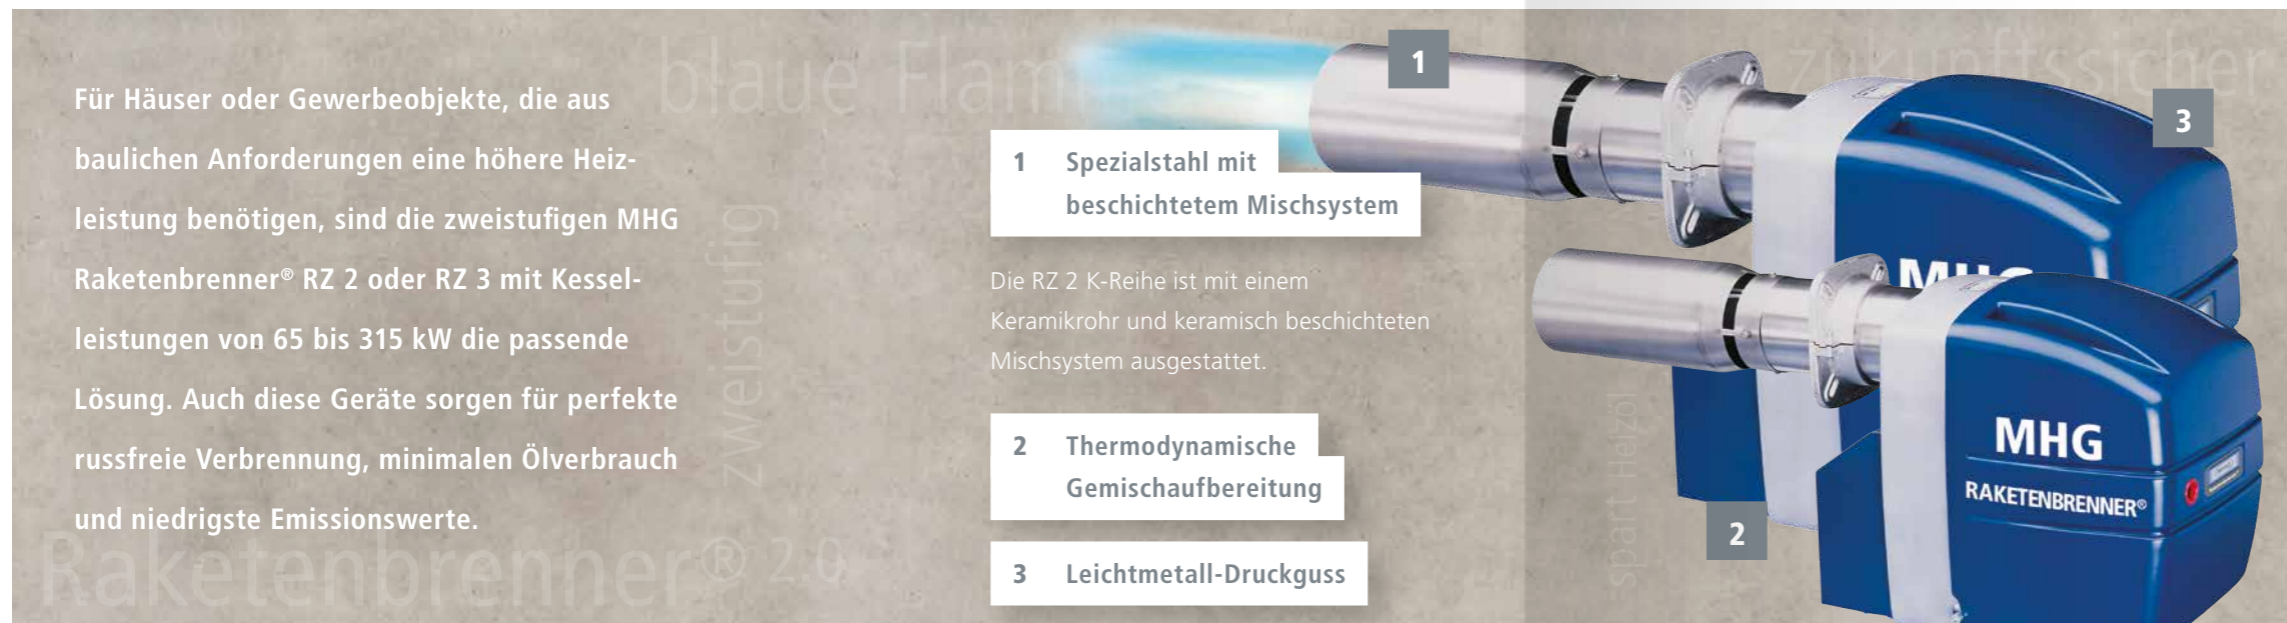 Für Häuser oder Gewerbeobjekte, die aus
baulichen Anforderungen eine höhere Heiz-
leistung benötigen, sind die zweistufigen MHG
Raketenbrenner® RZ 2 oder RZ 3 mit Kessel-
leistungen von 65 bis 315 kW die passende
Lösung. Auch diese Geräte sorgen für perfekte
russfreie Verbrennung, minimalen Ölverbrauch
und niedrigste Emissionswerte.
blaue Flam
zweistufig
Raketenbrenner® 2.0
1 Spezialstahl mit
beschichtetem Mischsystem
Die RZ 2 K-Reihe ist mit einem
Keramikrohr und keramisch beschichteten
Mischsystem ausgestattet.
2 Thermodynamische
Gemischaufbereitung
3 Leichtmetall-Druckguss
1
zukunftssicher
3
MHG
spart Heizöl
2
MHG
RAKETENBRENNER®